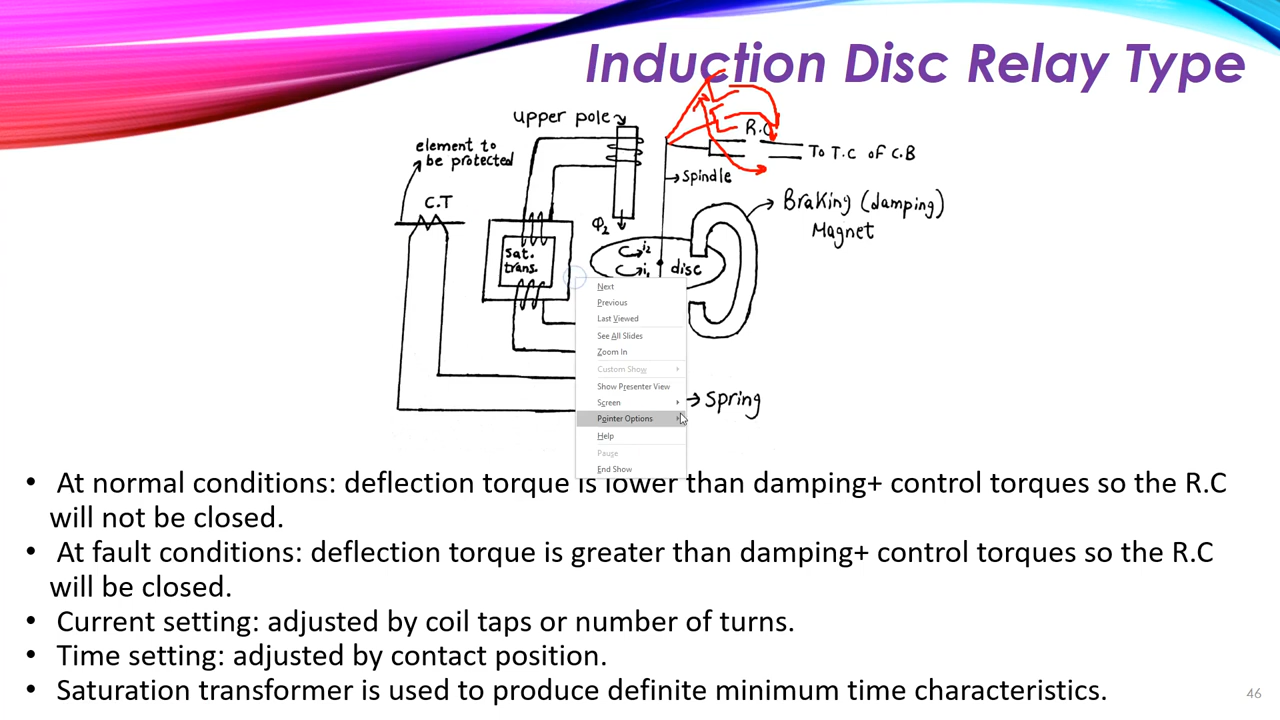 Induction Disc Relay Type
upper pole
element to
be protected
R.C
To T.C of C.B
C.T
Spindle
Braking (damping)
Magnet
Φ2
i2
sat.
trans.
i1
disc
Next
Previous
Last Viewed
See All Slides
Zoom In
Custom Show
Show Presenter View
Screen
Spring
Pointer Options
Help
Pause
End Show
• At normal conditions: deflection torque is lower than damping+ control torques so the R.C
will not be closed.
• At fault conditions: deflection torque is greater than damping+ control torques so the R.C
will be closed.
• Current setting: adjusted by coil taps or number of turns.
• Time setting: adjusted by contact position.
• Saturation transformer is used to produce definite minimum time characteristics.
46